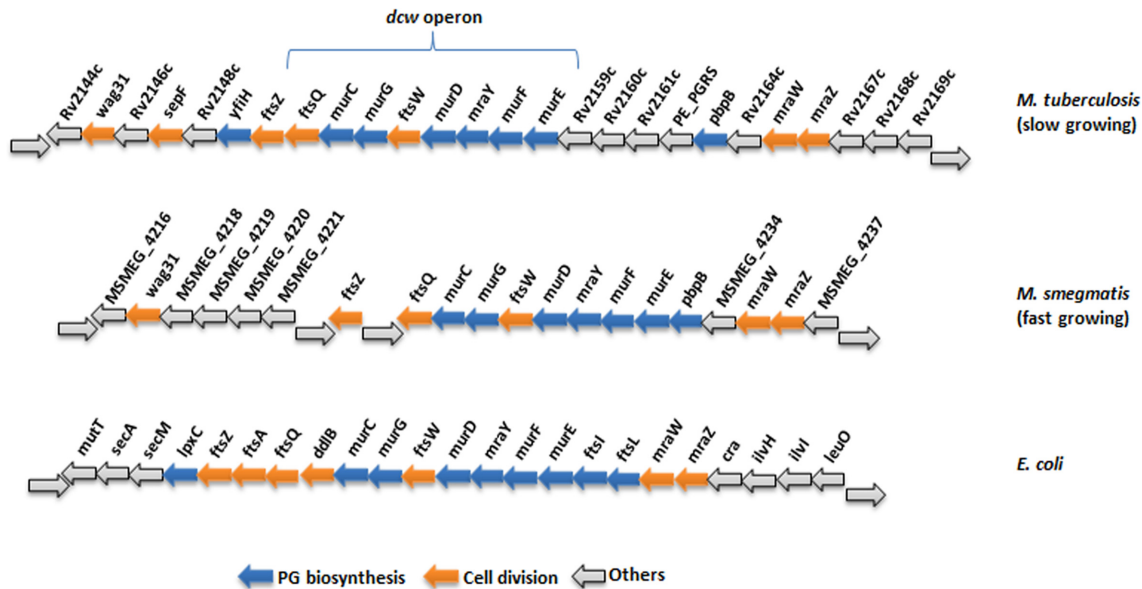 dcw operon
Rv2144c
wag31
Rv2146c
sepF
Rv2148c
yfiH
ftsZ
ftsQ
murC
murG
ftsW
murD
mraY
murF
murE
Rv2159c
Rv2160c
Rv2161c
PE_PGRS
pbpB
Rv2164c
mraW
mraZ
Rv2167c
Rv2168c
Rv2169c
M. tuberculosis
(slow growing)
MSMEG_4216
wag31
MSMEG_4218
MSMEG_4219
MSMEG_4220
MSMEG_4221
ftsZ
ftsQ
murC
murG
ftsW
murD
mraY
murF
murE
pbpB
MSMEG_4234
mraW
mraZ
MSMEG_4237
M. smegmatis
(fast growing)
mutT
secA
secM
lpxC
ftsZ
ftsA
ftsQ
ddlB
murC
murG
ftsW
murD
mraY
murF
murE
ftsI
ftsL
mraW
mraZ
cra
ilvH
ilvI
leuO
E. coli
PG biosynthesis
Cell division
Others